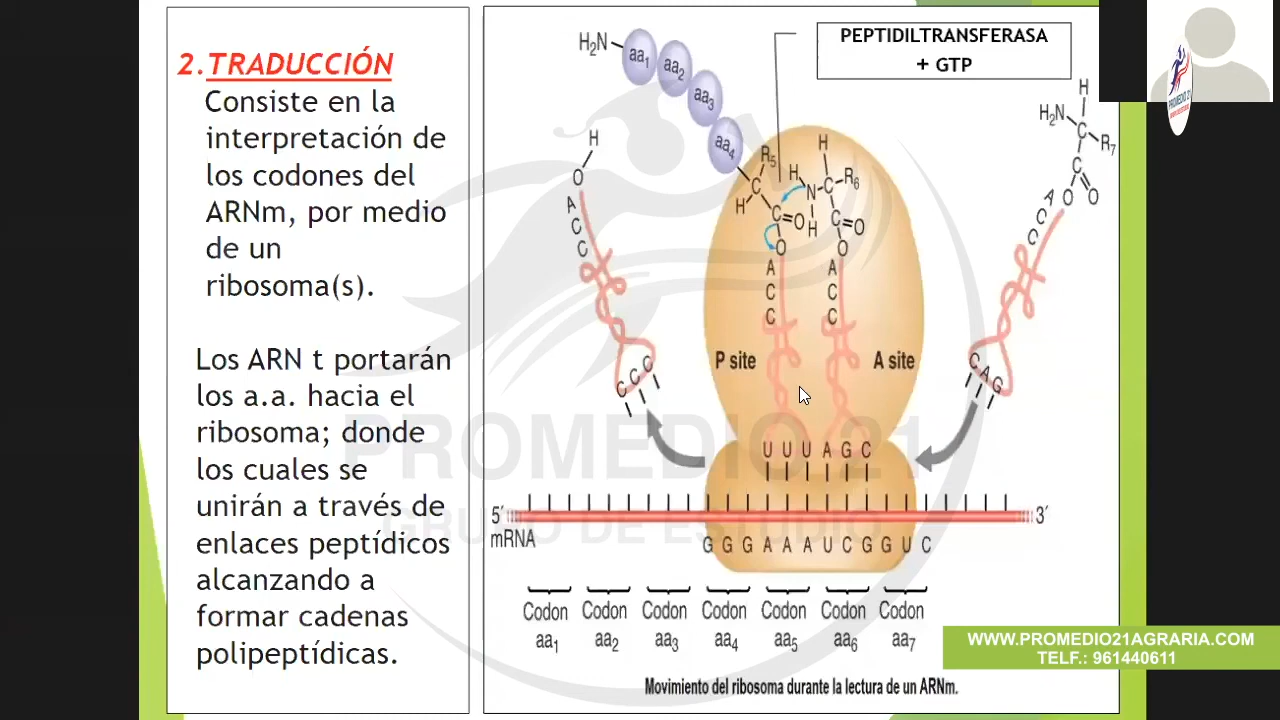 2.TRADUCCIÓN
Consiste en la
interpretación de
los codones del
ARNm, por medio
de un
ribosoma(s).
Los ARN t portarán
los a.a. hacia el
ribosoma; donde
los cuales se
unirán a través de
enlaces peptídicos
alcanzando a
formar cadenas
polipeptídicas.
PEPTIDILTRANSFERASA
+ GTP
H₂N
aa₁
aa₂
aa₃
aa₄
R₅
H
C
C=O
O
A
C
C
H
H
N
H
C
R₆
C=O
O
A
C
C
H
O
A
C
C
C C C
H
H₂N
C
R₇
C
O
O
A
C
C
C A G
P site
A site
U U U A G C
PROMEDIO 21
GRUPO DE ESTUDIO
5´
3´
mRNA
G G G A A A U C G G U C
Codon Codon Codon Codon Codon Codon Codon
aa₁ aa₂ aa₃ aa₄ aa₅ aa₆ aa₇
Movimiento del ribosoma durante la lectura de un ARNm.
PROMEDIO 21
WWW.PROMEDIO21AGRARIA.COM
TELF.: 961440611